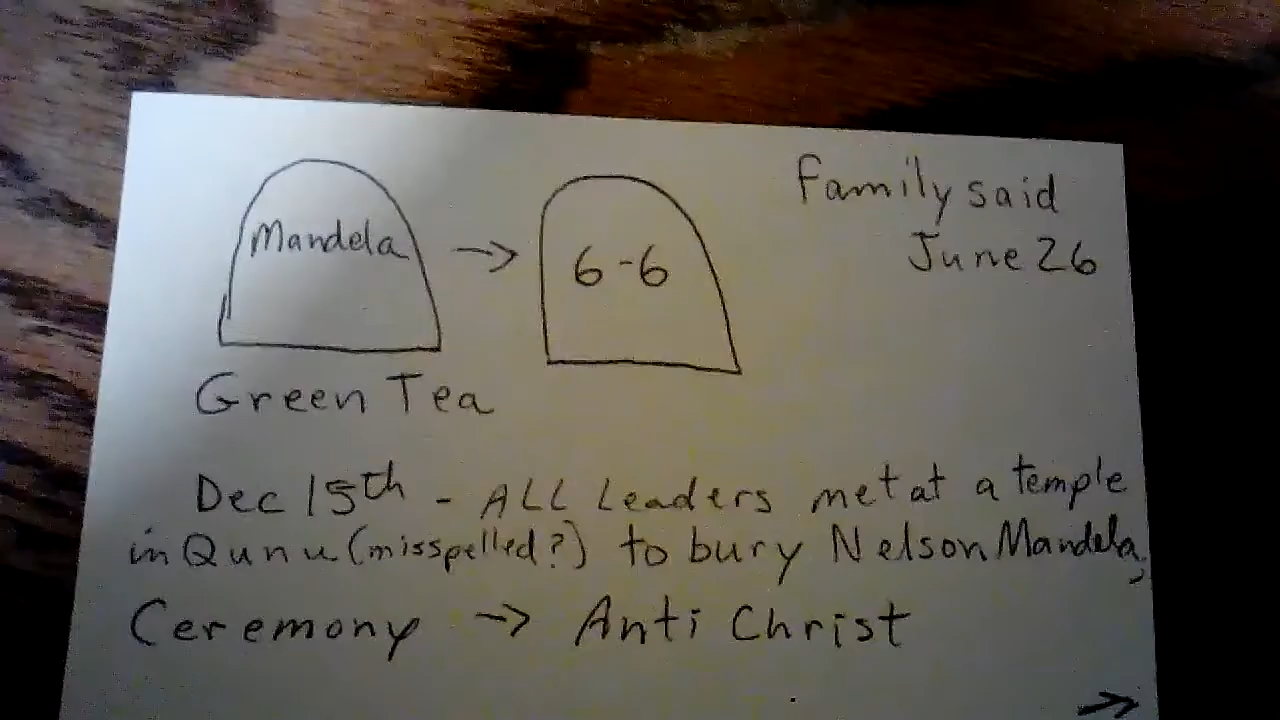 Mandela → 6-6
Family said
June 26
Green Tea
Dec 15th - ALL Leaders met at a temple
in Qunu (misspelled?) to bury Nelson Mandela,
Ceremony → Anti Christ
→